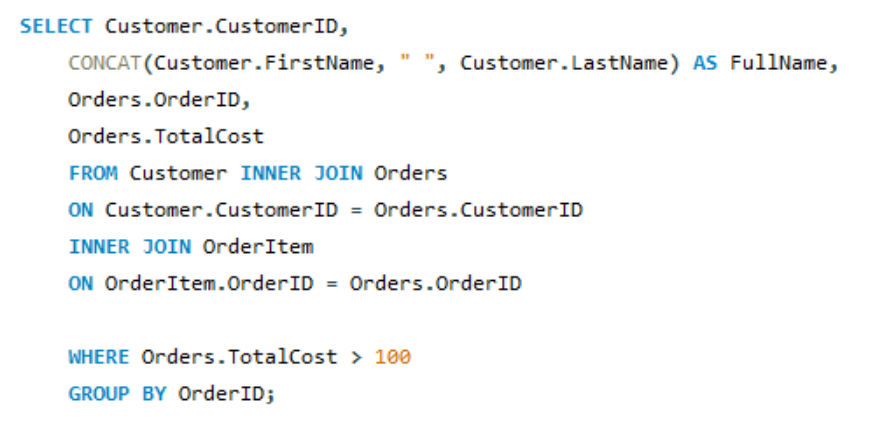 SELECT Customer.CustomerID,
CONCAT(Customer.FirstName, " ", Customer.LastName) AS FullName,
Orders.OrderID,
Orders.TotalCost
FROM Customer INNER JOIN Orders
ON Customer.CustomerID = Orders.CustomerID
INNER JOIN OrderItem
ON OrderItem.OrderID = Orders.OrderID
WHERE Orders.TotalCost > 100
GROUP BY OrderID;